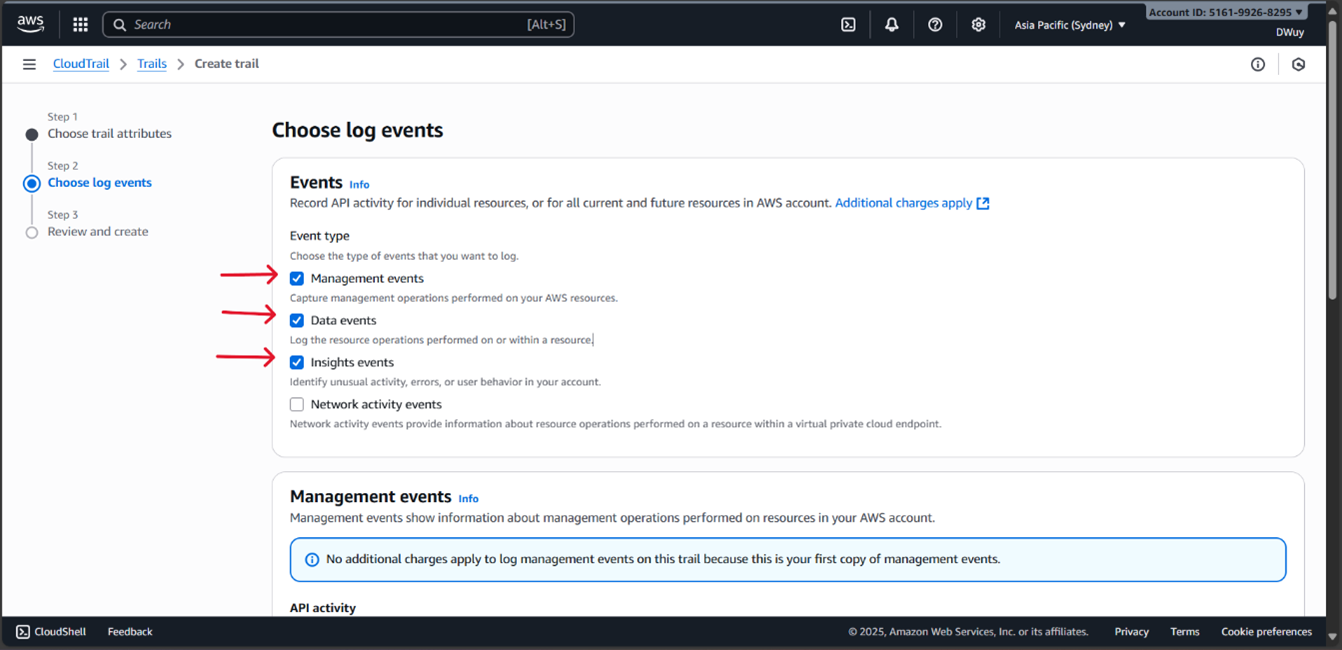 aws
Search [Alt+S]
Asia Pacific (Sydney)
Account ID: 5161-9926-8295
DWuy
CloudTrail > Trails > Create trail
Step 1
Choose trail attributes
Step 2
Choose log events
Step 3
Review and create
Choose log events
Events Info
Record API activity for individual resources, or for all current and future resources in AWS account. Additional charges apply
Event type
Choose the type of events that you want to log.
Management events
Capture management operations performed on your AWS resources.
Data events
Log the resource operations performed on or within a resource.
Insights events
Identify unusual activity, errors, or user behavior in your account.
Network activity events
Network activity events provide information about resource operations performed on a resource within a virtual private cloud endpoint.
Management events Info
Management events show information about management operations performed on resources in your AWS account.
No additional charges apply to log management events on this trail because this is your first copy of management events.
API activity
CloudShell Feedback © 2025, Amazon Web Services, Inc. or its affiliates. Privacy Terms Cookie preferences